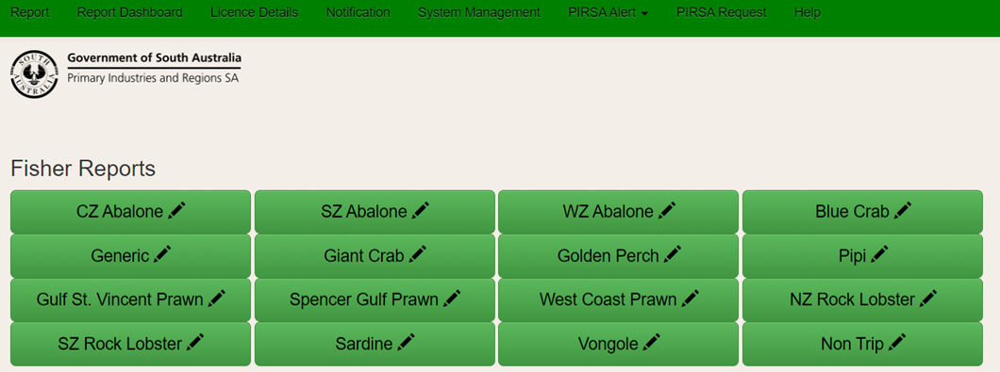 Report Report Dashboard Licence Details Notification System Management PIRSA Alert PIRSA Request Help
SOUTH AUSTRALIA
Government of South Australia
Primary Industries and Regions SA
Fisher Reports
CZ Abalone SZ Abalone WZ Abalone Blue Crab
Generic Giant Crab Golden Perch Pipi
Gulf St. Vincent Prawn Spencer Gulf Prawn West Coast Prawn NZ Rock Lobster
SZ Rock Lobster Sardine Vongole Non Trip